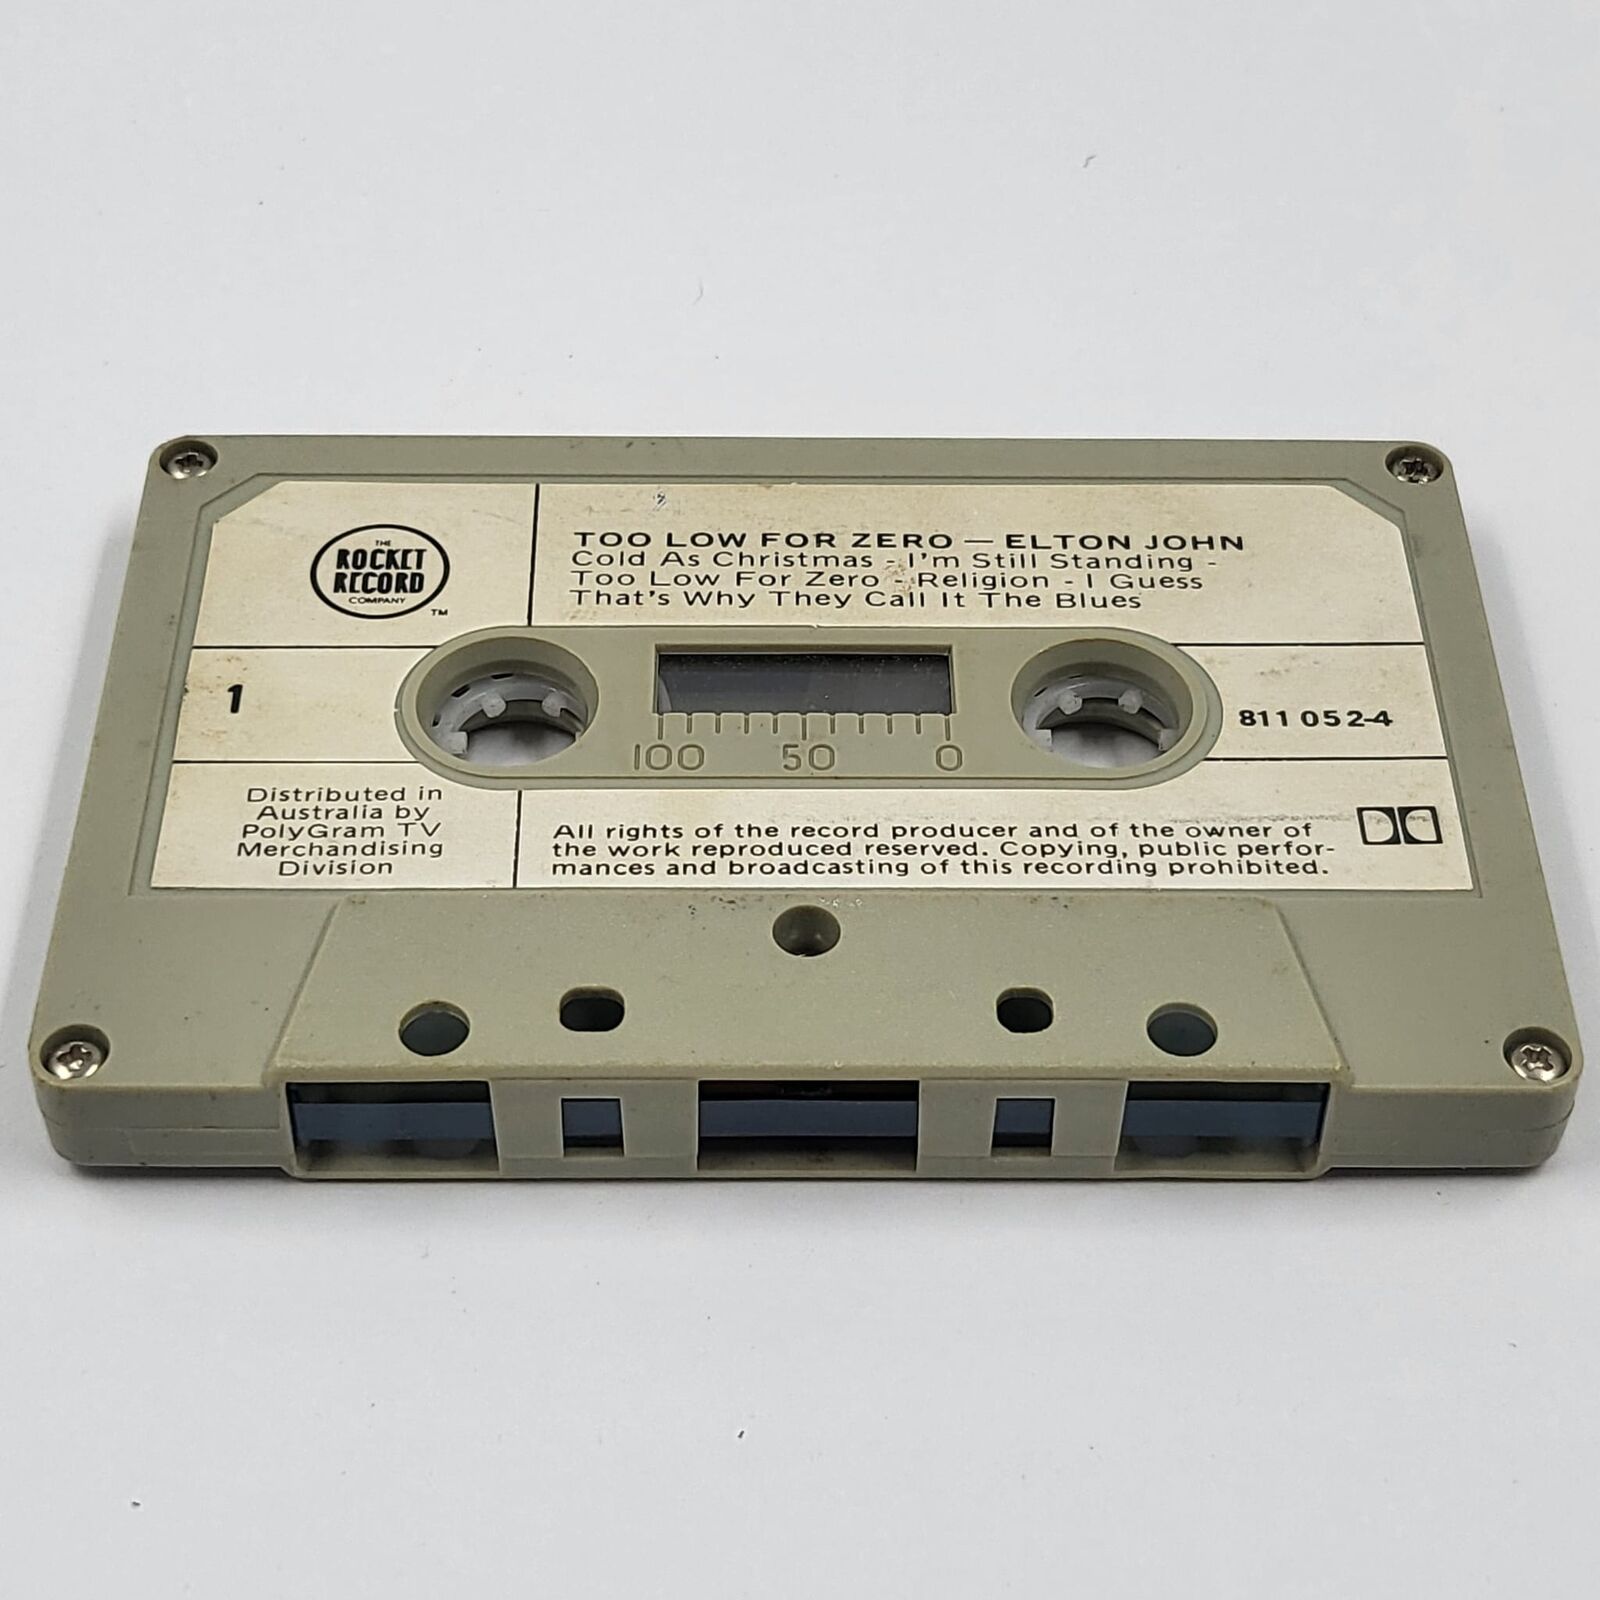 THE
ROCKET
RECORD
COMPANY
TM
TOO LOW FOR ZERO — ELTON JOHN
Cold As Christmas - I'm Still Standing -
Too Low For Zero - Religion - I Guess
That's Why They Call It The Blues
1
100 50 0
811 052-4
Distributed in
Australia by
PolyGram TV
Merchandising
Division
All rights of the record producer and of the owner of
the work reproduced reserved. Copying, public perfor-
mances and broadcasting of this recording prohibited.